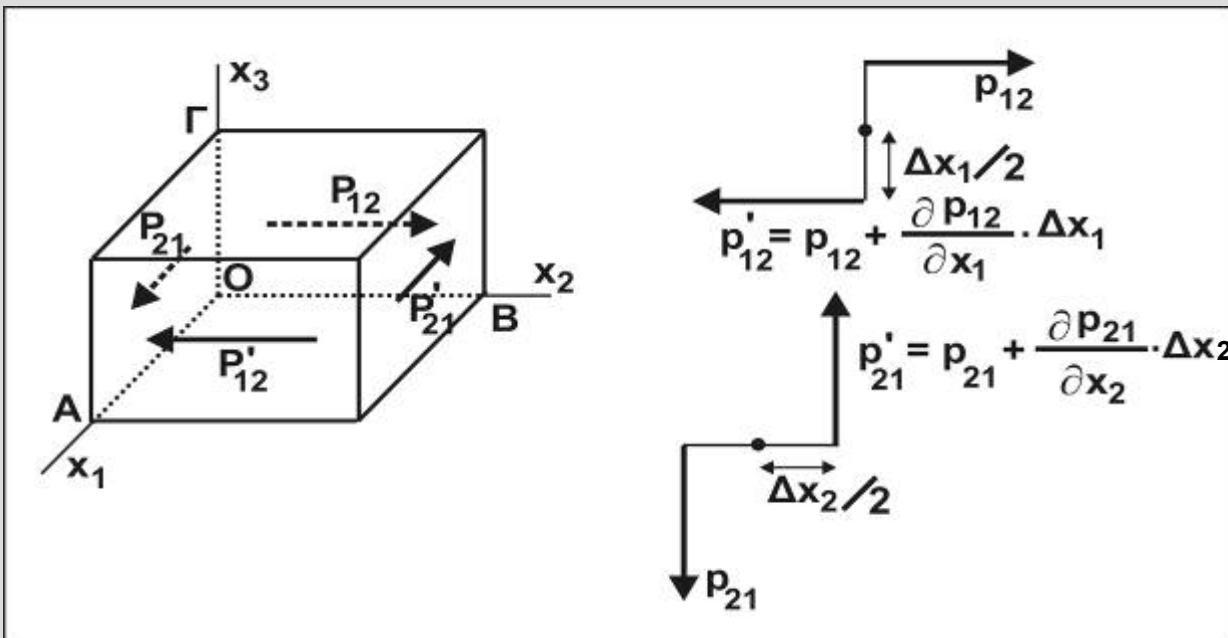 x₃
Γ
P₁₂
P₂₁
O
x₂
P'₂₁
B
P'₁₂
A
x₁
p₁₂
Δx₁/2
p'₁₂ = p₁₂ + ∂p₁₂/∂x₁ · Δx₁
p'₂₁ = p₂₁ + ∂p₂₁/∂x₂ · Δx₂
Δx₂/2
p₂₁